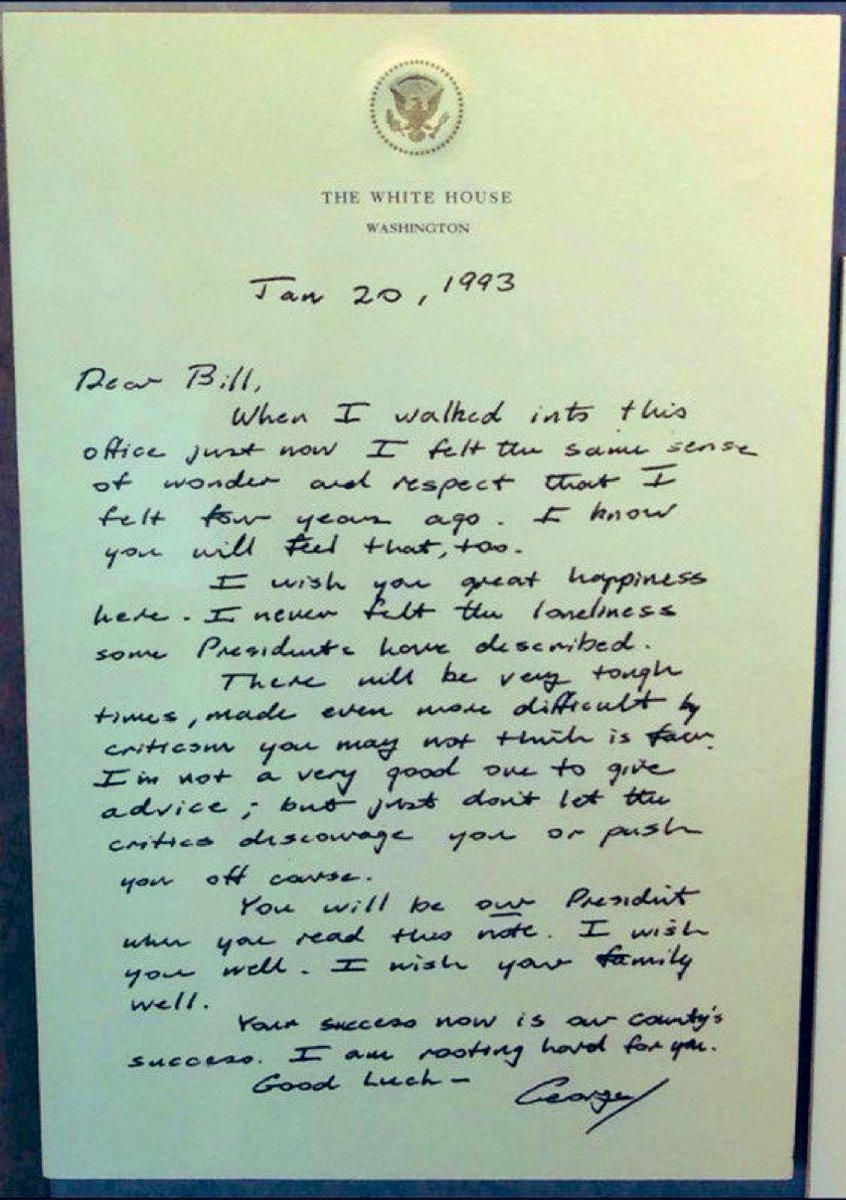 THE WHITE HOUSE
WASHINGTON
Jan 20, 1993
Dear Bill,
When I walked into this
office just now I felt the same sense
of wonder and respect that I
felt four years ago. I know
you will feel that, too.
I wish you great happiness
here. I never felt the loneliness
some Presidents have described.
There will be very tough
times, made even more difficult by
criticism you may not think is fair.
I'm not a very good one to give
advice; but just don't let the
critics discourage you or push
you off course.
You will be our President
when you read this note. I wish
you well. I wish your family
well.
Your success now is our country's
success. I am rooting hard for you.
Good Luck –
George